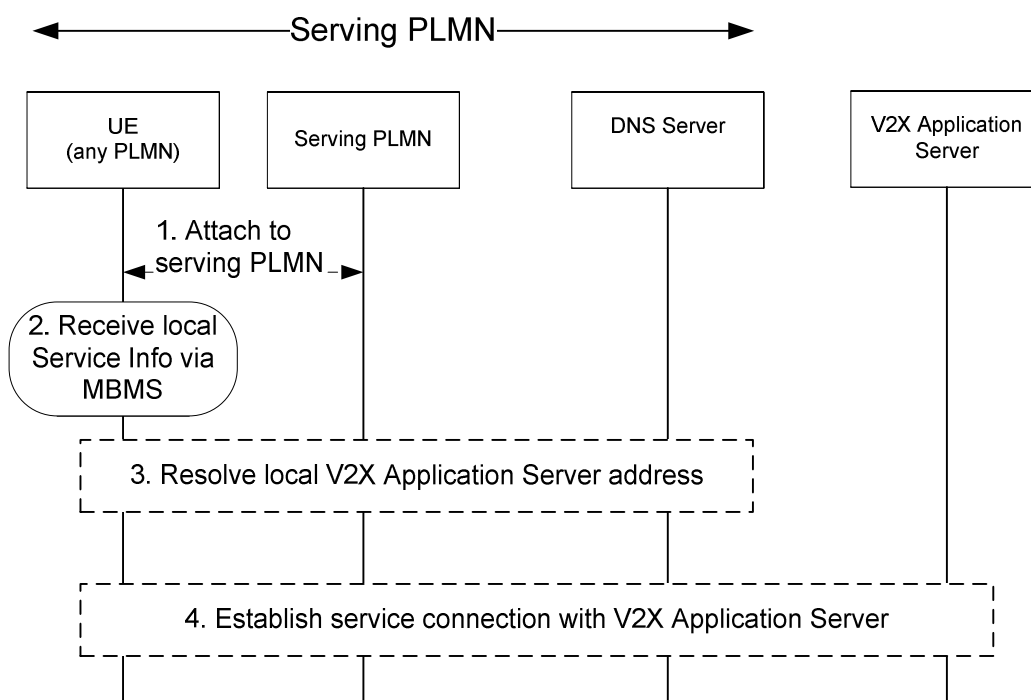 Serving PLMN
UE
(any PLMN)
Serving PLMN
DNS Server
V2X Application
Server
1. Attach to
serving PLMN
2. Receive local
Service Info via
MBMS
3. Resolve local V2X Application Server address
4. Establish service connection with V2X Application Server